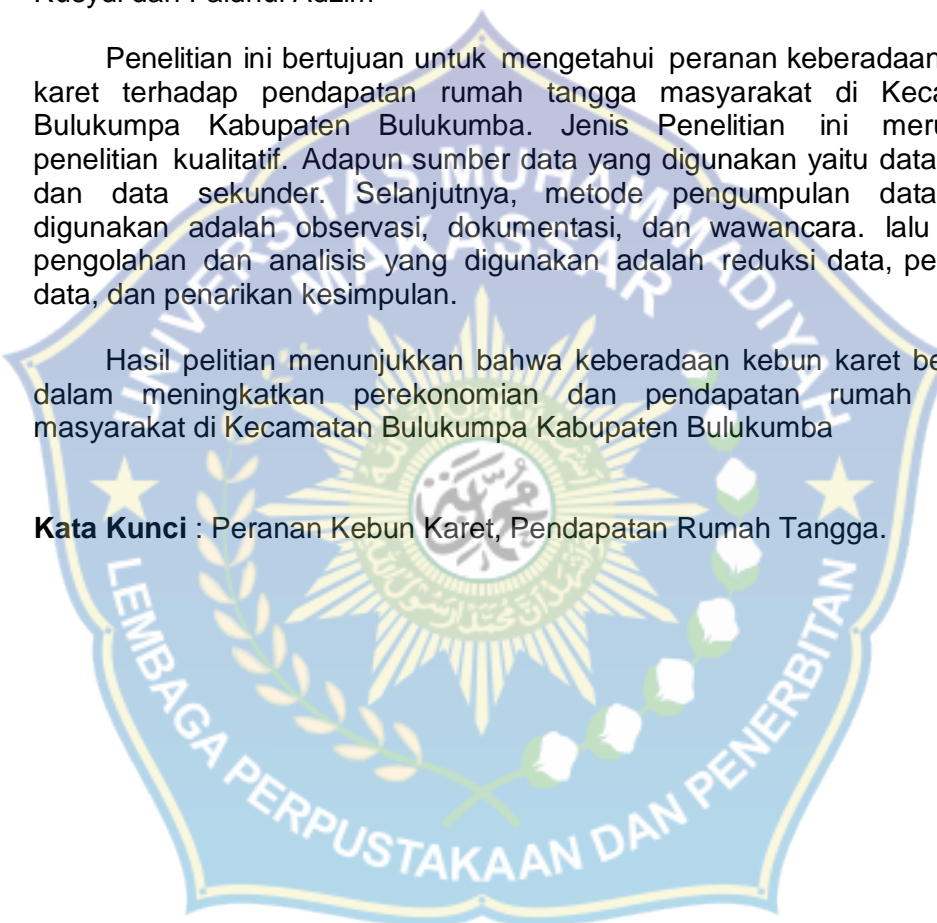 Penelitian ini bertujuan untuk mengetahui peranan keberadaan
karet terhadap pendapatan rumah tangga masyarakat di
Bulukumpa Kabupaten Bulukumba. Jenis Penelitian ini
penelitian kualitatif. Adapun sumber data yang digunakan yaitu data
dan data sekunder. Selanjutnya, metode pengumpulan data
digunakan adalah observasi, dokumentasi, dan wawancara. lalu
pengolahan dan analisis yang digunakan adalah reduksi data,
data, dan penarikan kesimpulan.
Hasil pelitian menunjukkan bahwa keberadaan kebun karet
dalam meningkatkan perekonomian dan pendapatan rumah
masyarakat di Kecamatan Bulukumpa Kabupaten Bulukumba
Kata Kunci : Peranan Kebun Karet, Pendapatan Rumah Tangga.
UNIVERSITAS MUHAMMADIYAH
MAKASSAR
LEMBAGA PERPUSTAKAAN DAN PENERBITAN